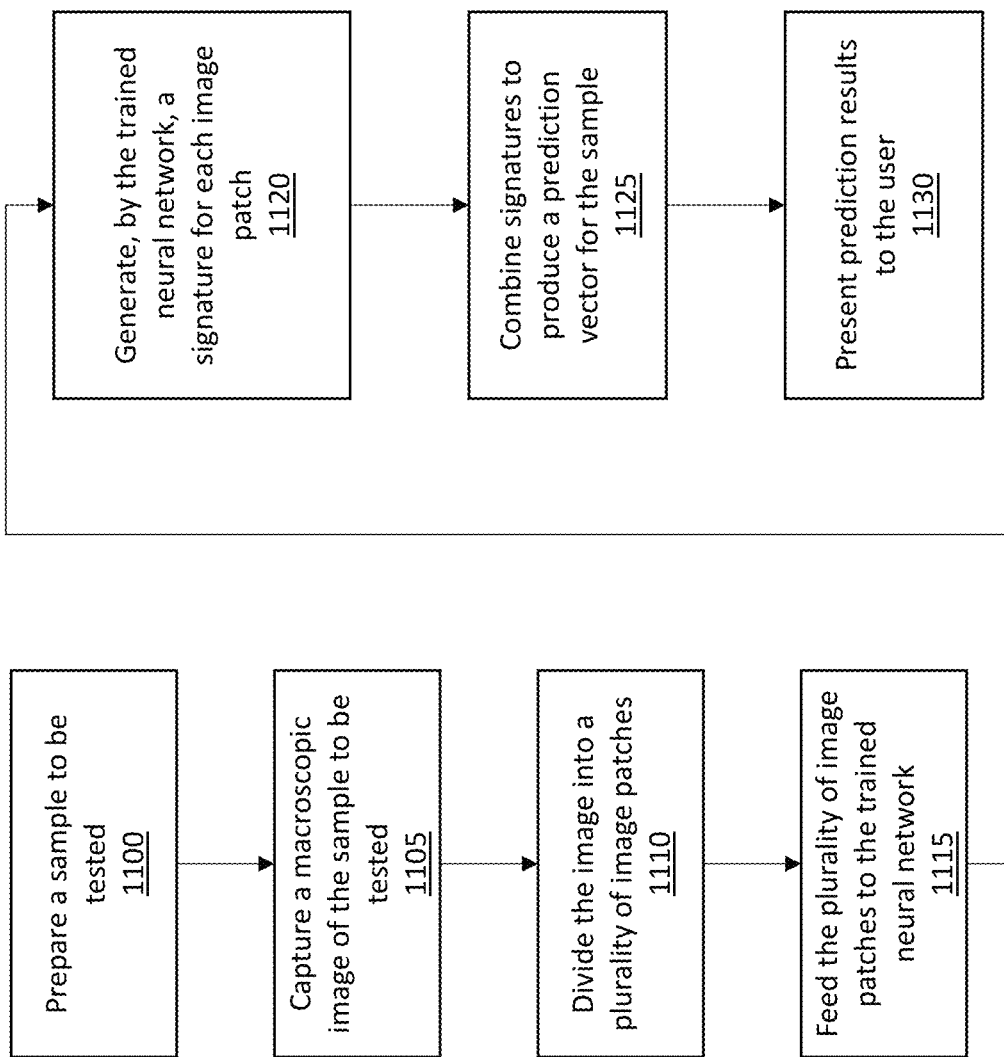 Prepare a sample to be
tested
1100
Capture a macroscopic
image of the sample to be
tested
1105
Divide the image into a
plurality of image patches
1110
Feed the plurality of image
patches to the trained
neural network
1115
Generate, by the trained
neural network, a
signature for each image
patch
1120
Combine signatures to
produce a prediction
vector for the sample
1125
Present prediction results
to the user
1130